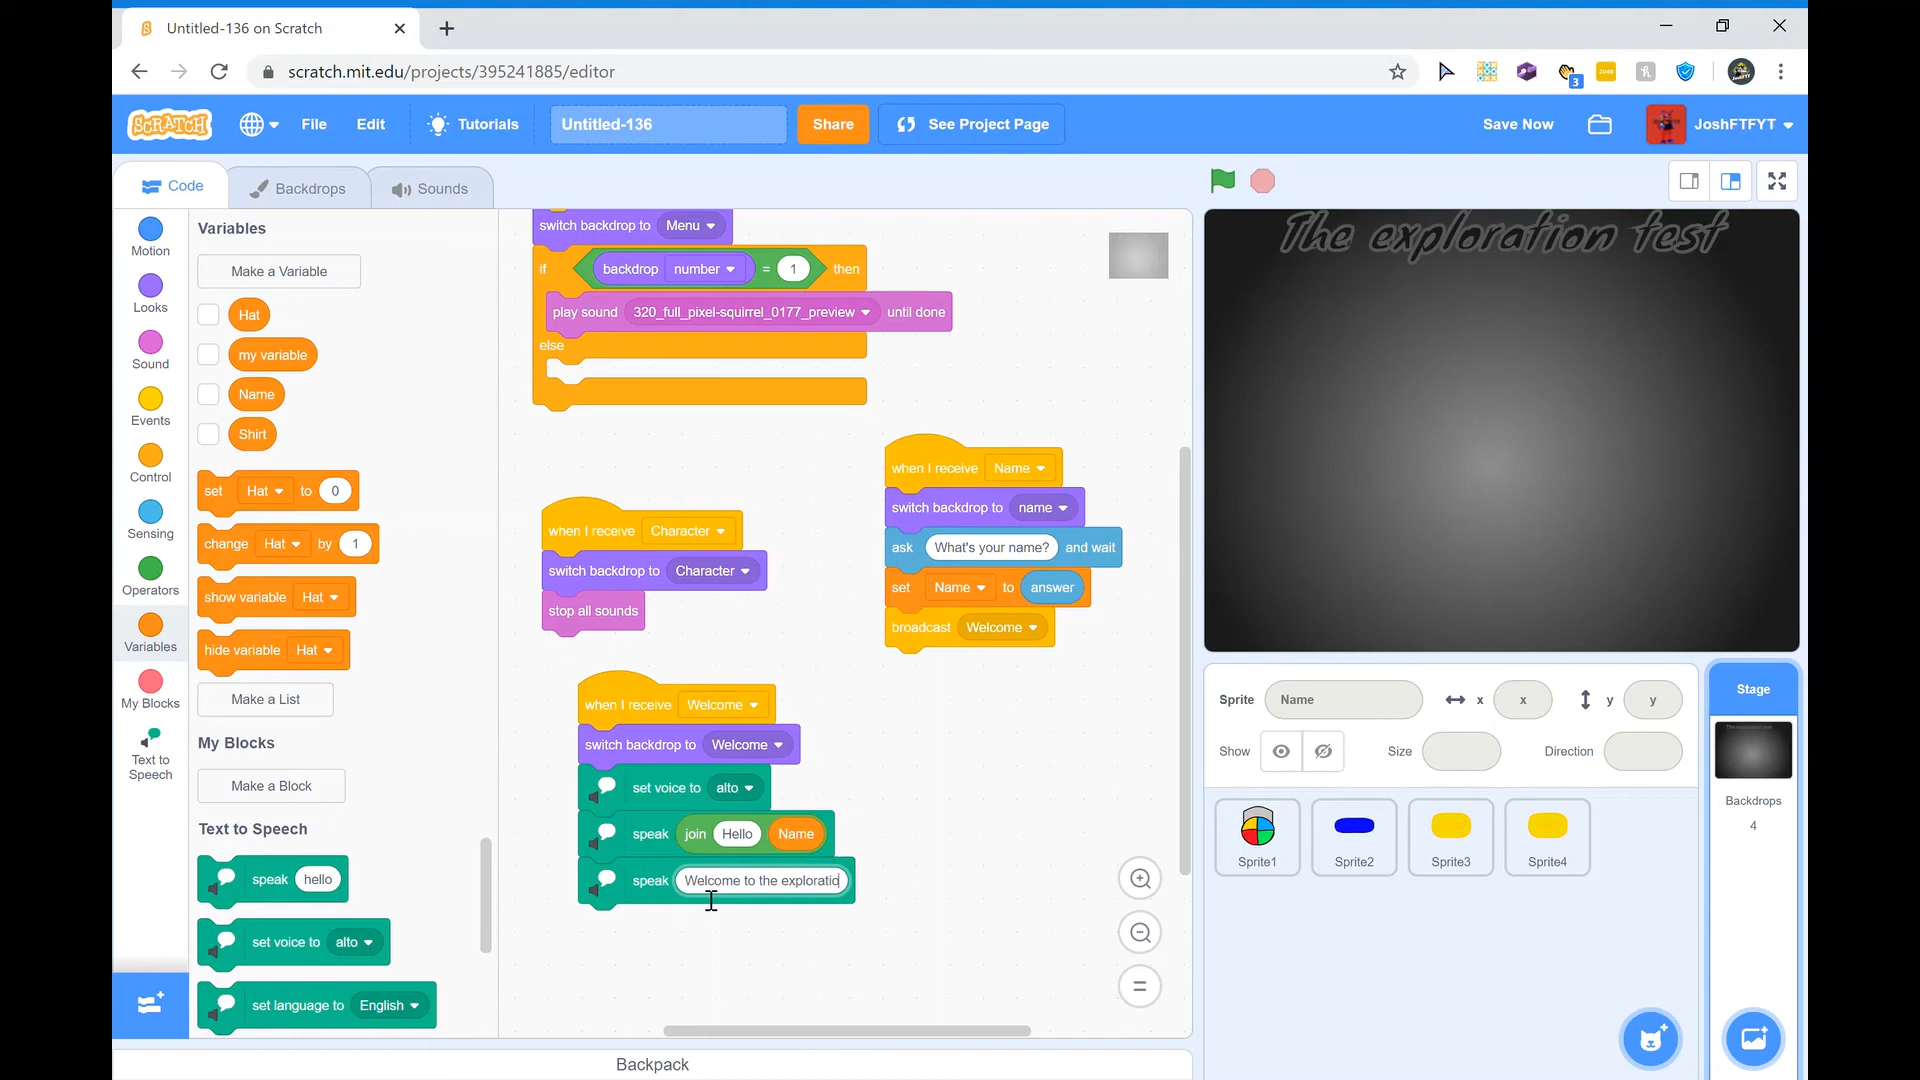 Untitled-136 on Scratch
scratch.mit.edu/projects/395241885/editor
3
SCRATCH
File
Edit
Tutorials
Untitled-136
Share
See Project Page
Save Now
JoshFTFYT
Code
Backdrops
Sounds
Motion
Looks
Sound
Events
Control
Sensing
Operators
Variables
My Blocks
Text to Speech
Variables
Make a Variable
Hat
my variable
Name
Shirt
set Hat to 0
change Hat by 1
show variable Hat
hide variable Hat
Make a List
My Blocks
Make a Block
Text to Speech
speak hello
set voice to alto
set language to English
switch backdrop to Menu
if backdrop number = 1 then
play sound 320_full_pixel-squirrel_0177_preview until done
else
when I receive Character
switch backdrop to Character
stop all sounds
when I receive Name
switch backdrop to name
ask What's your name? and wait
set Name to answer
broadcast Welcome
when I receive Welcome
switch backdrop to Welcome
set voice to alto
speak join Hello Name
speak Welcome to the exploratio
Backpack
The exploration test
Sprite Name x x y y
Show Size Direction
Sprite1
Sprite2
Sprite3
Sprite4
Stage
Backdrops
4